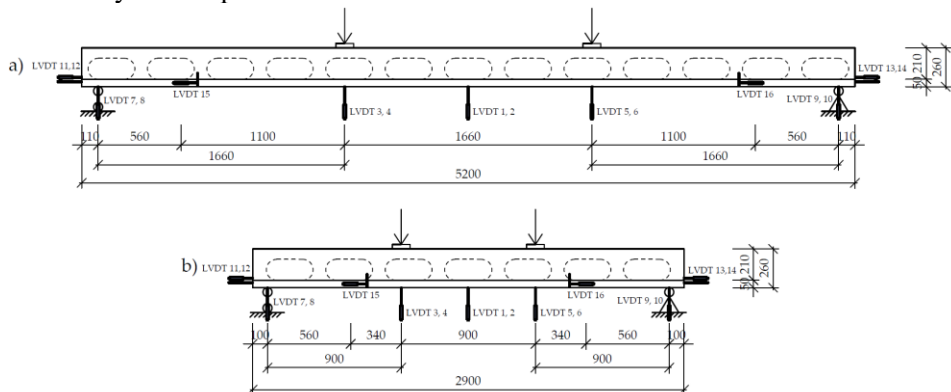 a)
LVDT 11,12
LVDT 13,14
LVDT 7, 8
LVDT 15
LVDT 3, 4
LVDT 1, 2
LVDT 5, 6
LVDT 16
LVDT 9, 10
50 210
260
110 560 1100 1660 1100 560 110
1660 1660
5200
b)
LVDT 11,12
LVDT 13,14
LVDT 7, 8
LVDT 15
LVDT 3, 4
LVDT 1, 2
LVDT 5, 6
LVDT 16
LVDT 9, 10
50 210
260
100 560 340 900 340 560 100
900 900
2900